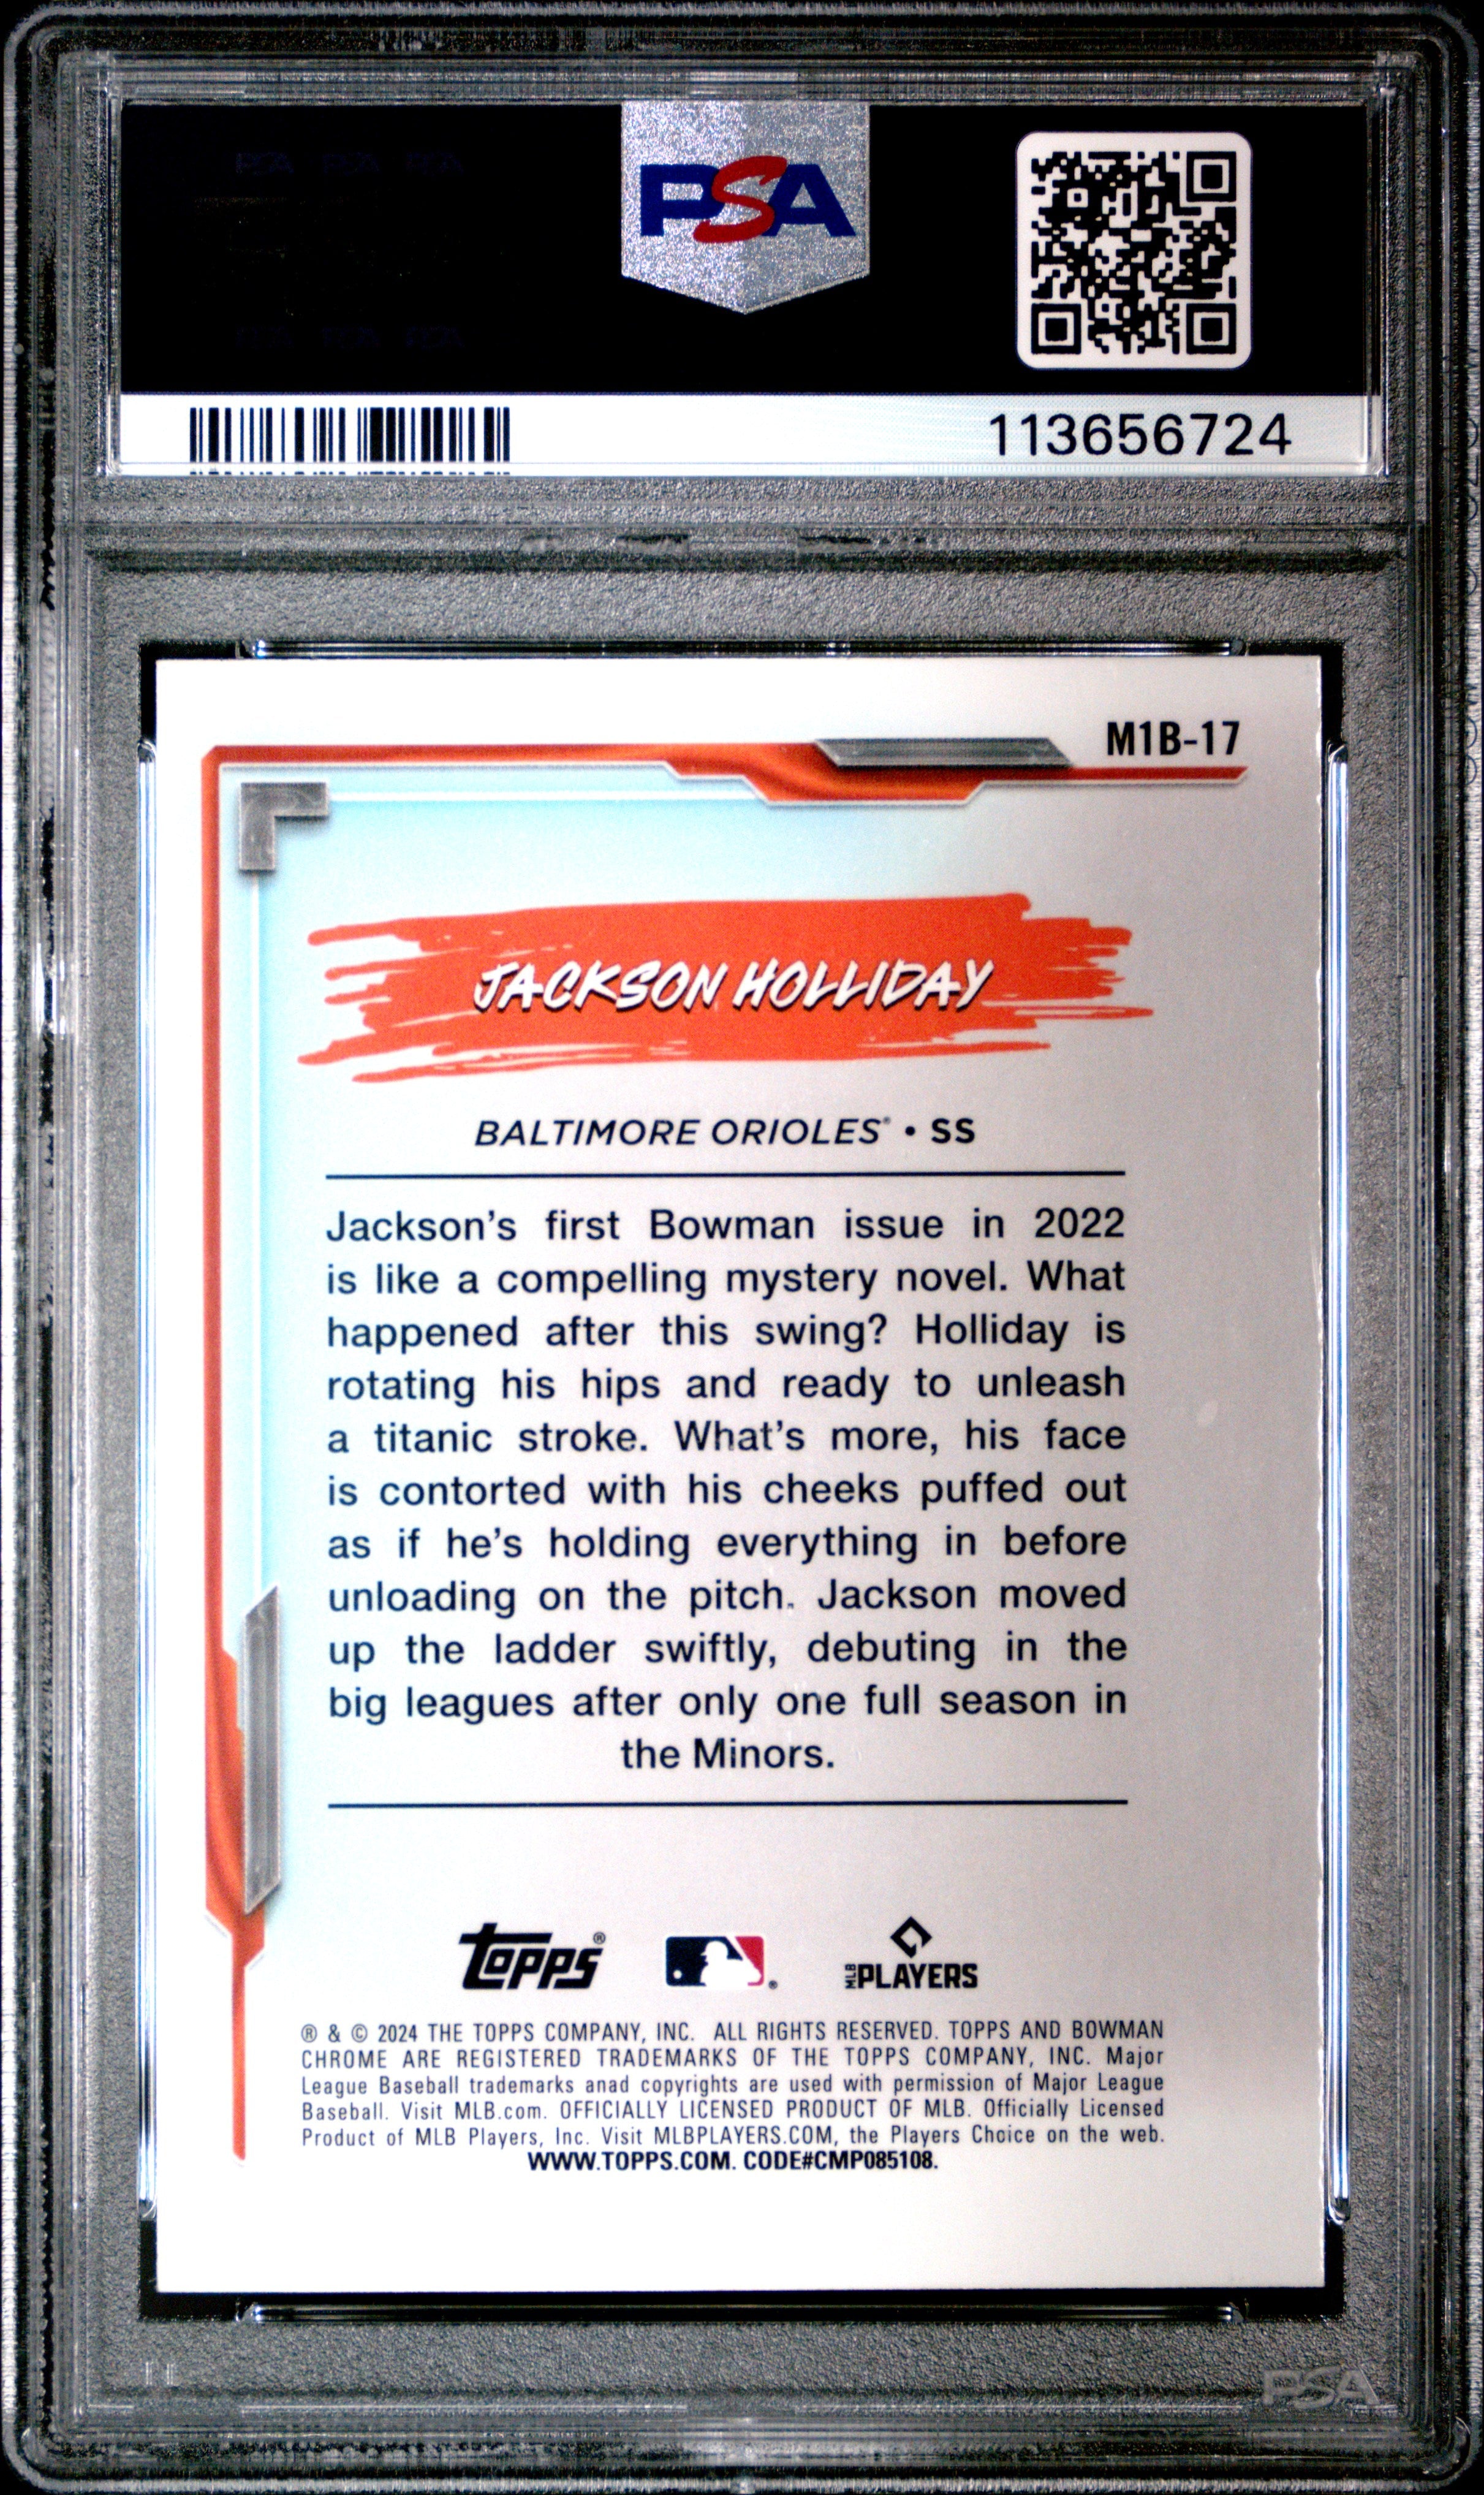 PSA
113656724
M1B-17
JACKSON HOLLIDAY
BALTIMORE ORIOLES® • SS
Jackson's first Bowman issue in 2022
is like a compelling mystery novel. What
happened after this swing? Holliday is
rotating his hips and ready to unleash
a titanic stroke. What's more, his face
is contorted with his cheeks puffed out
as if he's holding everything in before
unloading on the pitch. Jackson moved
up the ladder swiftly, debuting in the
big leagues after only one full season in
the Minors.
topps® ® MLB PLAYERS
® & © 2024 THE TOPPS COMPANY, INC. ALL RIGHTS RESERVED. TOPPS AND BOWMAN
CHROME ARE REGISTERED TRADEMARKS OF THE TOPPS COMPANY, INC. Major
League Baseball trademarks anad copyrights are used with permission of Major League
Baseball. Visit MLB.com. OFFICIALLY LICENSED PRODUCT OF MLB. Officially Licensed
Product of MLB Players, Inc. Visit MLBPLAYERS.COM, the Players Choice on the web.
WWW.TOPPS.COM. CODE#CMP085108.
PSA